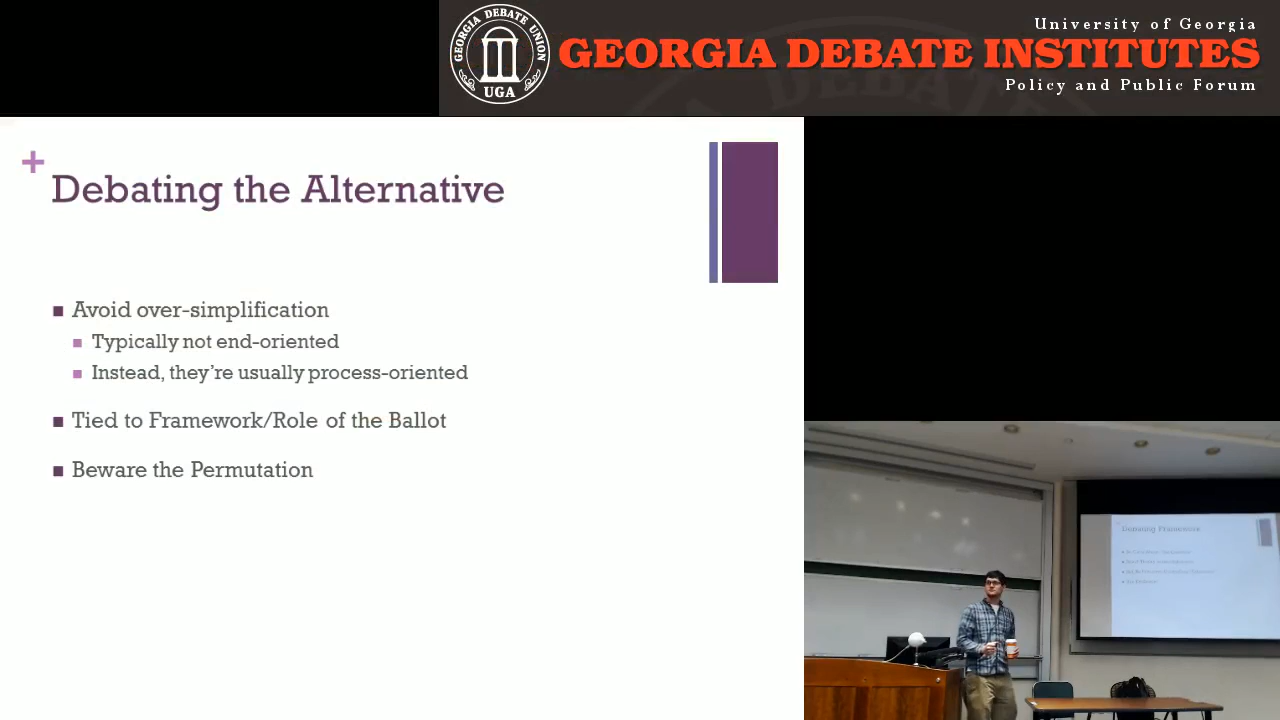 GEORGIA DEBATE UNION
UGA
University of Georgia
GEORGIA DEBATE INSTITUTES
Policy and Public Forum
+
Debating the Alternative
Avoid over-simplification
Typically not end-oriented
Instead, they're usually process-oriented
Tied to Framework/Role of the Ballot
Beware the Permutation
Debating Framework